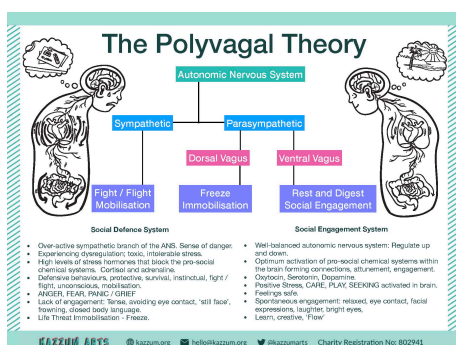 The Polyvagal Theory
Autonomic Nervous System
Sympathetic
Parasympathetic
Dorsal Vagus
Ventral Vagus
Fight / Flight
Mobilisation
Freeze
Immobilisation
Rest and Digest
Social Engagement
Social Defence System
• Over-active sympathetic branch of the ANS. Sense of danger.
• Experiencing dysregulation; toxic, intolerable stress.
• High levels of stress hormones that block the pro-social
chemical systems. Cortisol and adrenaline.
• Defensive behaviours, protective, survival, instinctual, fight /
flight, unconscious, mobilisation.
• ANGER, FEAR, PANIC / GRIEF
• Lack of engagement: Tense, avoiding eye contact, 'still face',
frowning, closed body language.
• Life Threat Immobilisation - Freeze.
Social Engagement System
• Well-balanced autonomic nervous system: Regulate up
and down.
• Optimum activation of pro-social chemical systems within
the brain forming connections, attunement, engagement.
• Oxytocin, Serotonin, Dopamine.
• Positive Stress, CARE, PLAY, SEEKING activated in brain.
• Feelings safe.
• Spontaneous engagement: relaxed, eye contact, facial
expressions, laughter, bright eyes,
• Learn, creative, 'Flow'
KAZZUM ARTS kazzum.org hello@kazzum.org @kazzumarts Charity Registration No: 802941